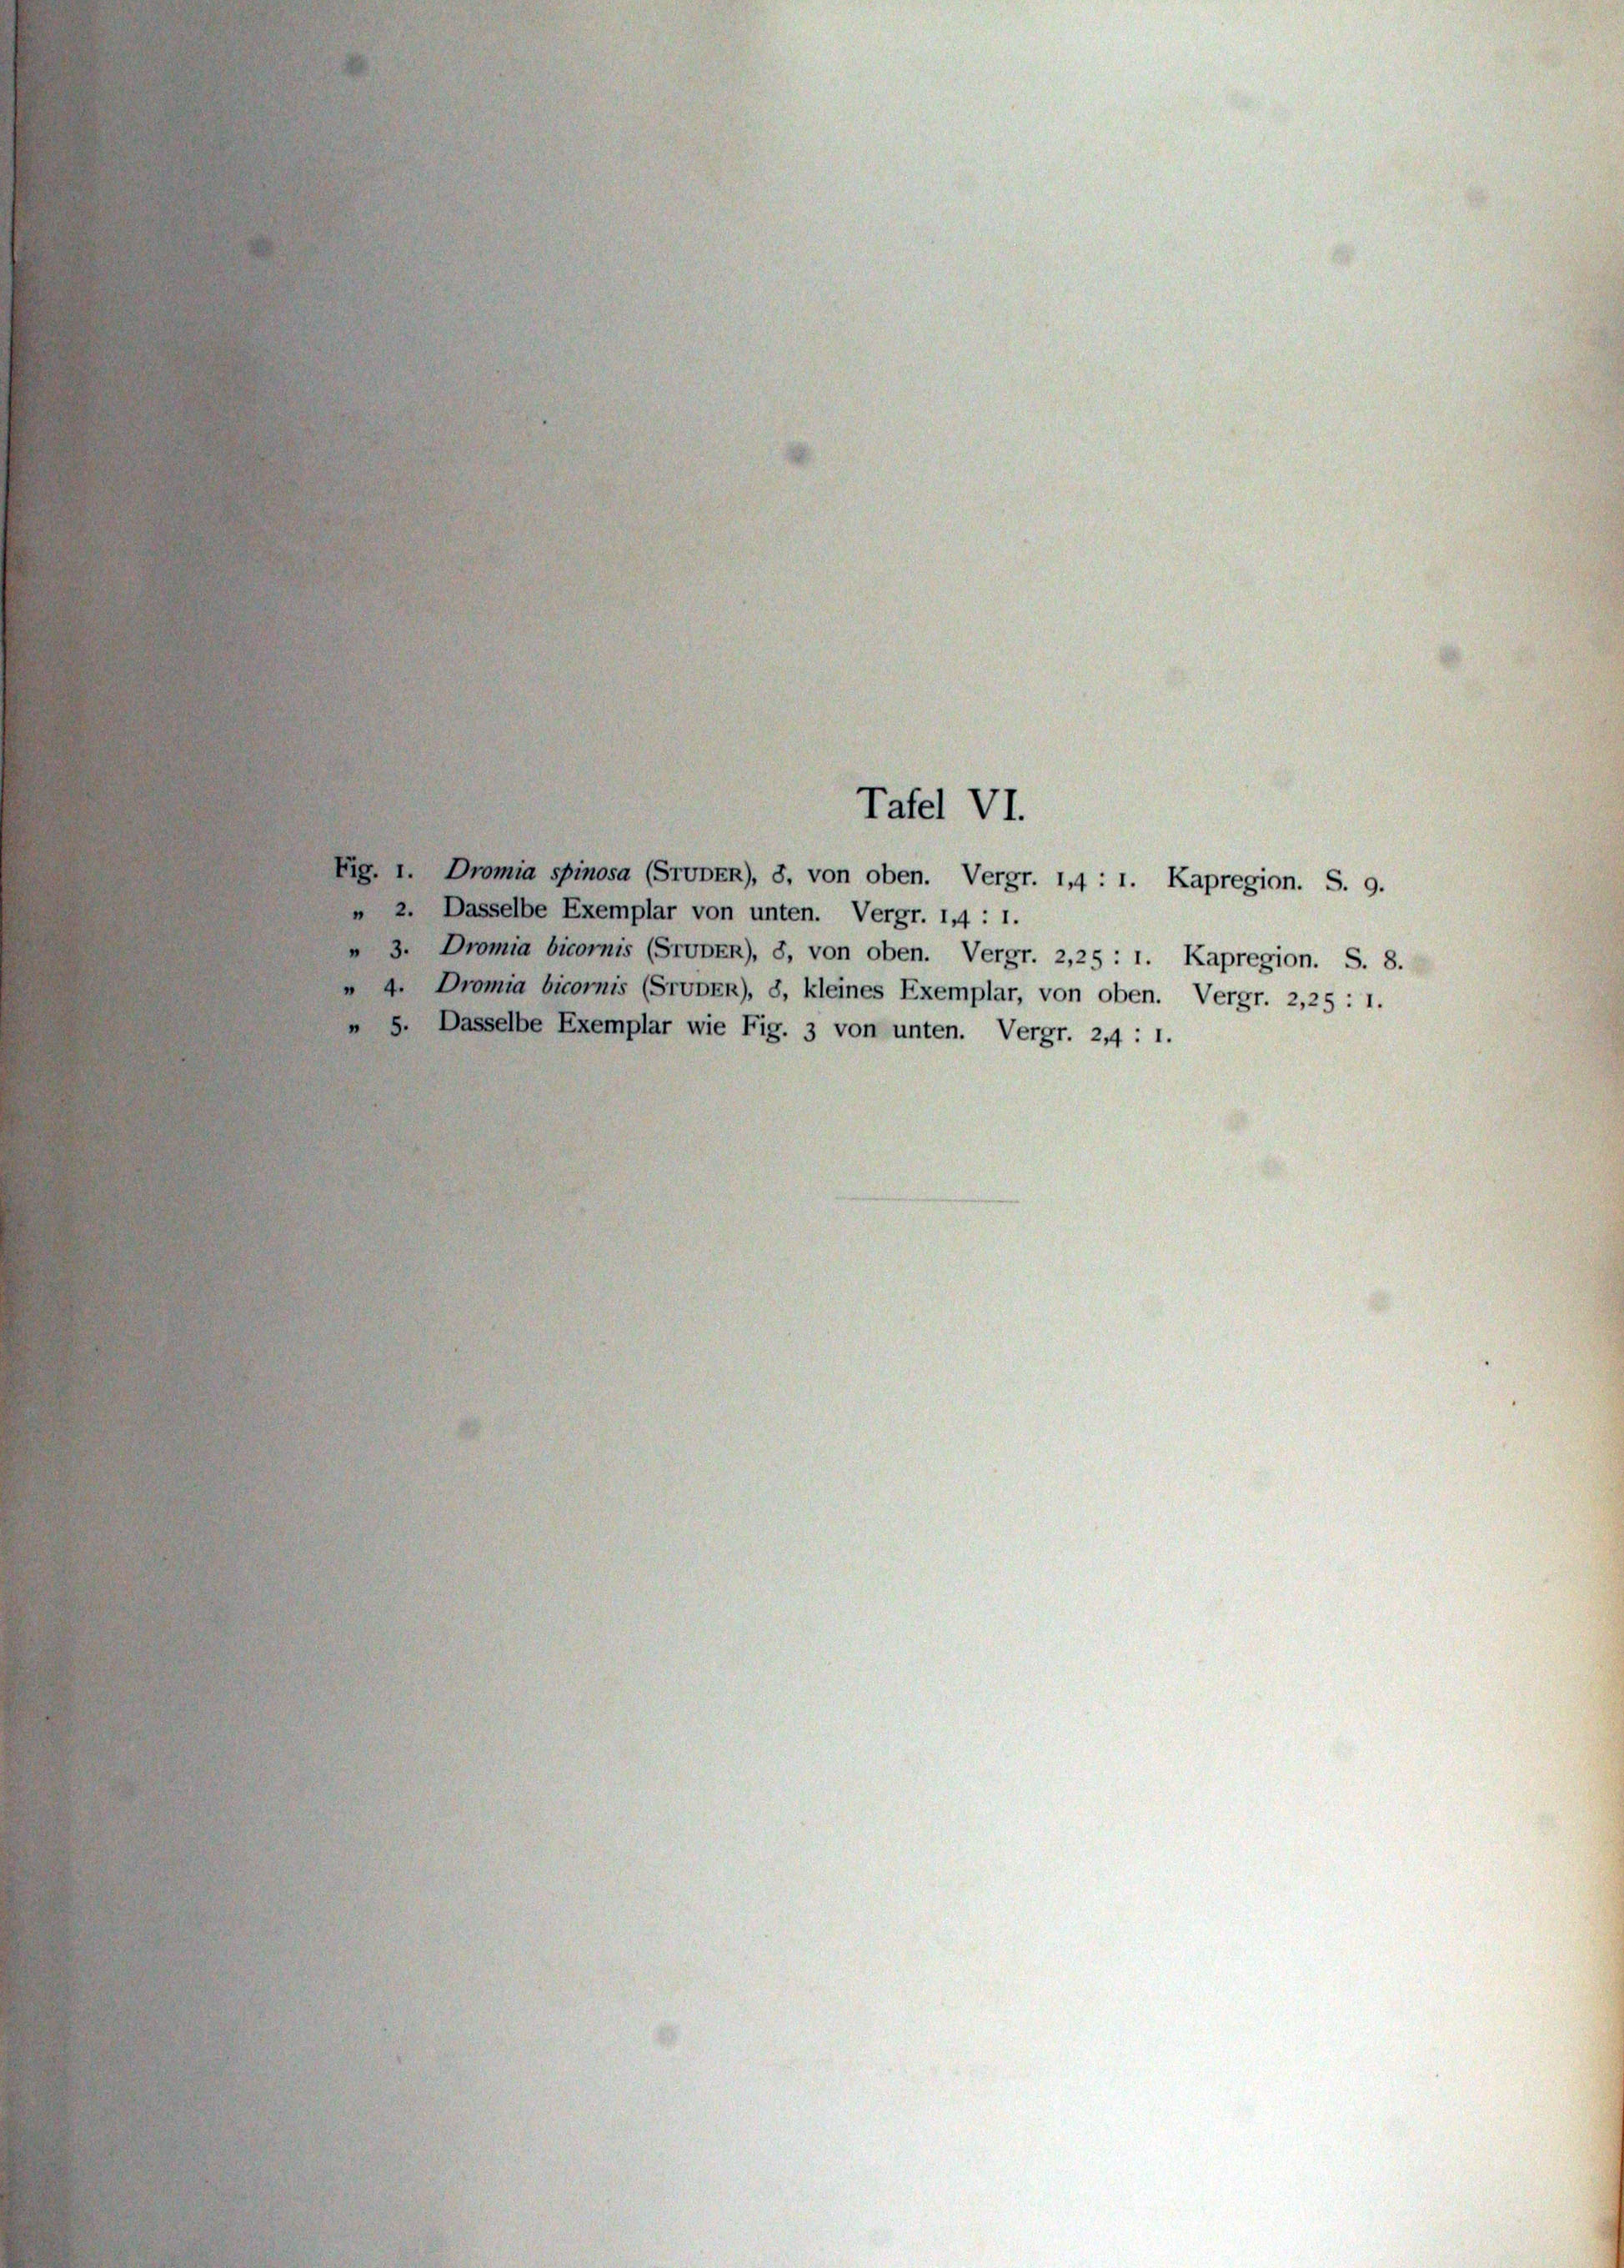 Tafel VI.
Fig. 1. Dromia spinosa (STUDER), ♂, von oben. Vergr. 1,4 : 1. Kapregion. S. 9.
„ 2. Dasselbe Exemplar von unten. Vergr. 1,4 : 1.
„ 3. Dromia bicornis (STUDER), ♂, von oben. Vergr. 2,25 : 1. Kapregion. S. 8.
„ 4. Dromia bicornis (STUDER), ♂, kleines Exemplar, von oben. Vergr. 2,25 : 1.
„ 5. Dasselbe Exemplar wie Fig. 3 von unten. Vergr. 2,4 : 1.